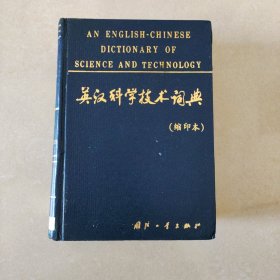 AN ENGLISH-CHINESE
DICTIONARY OF
SCIENCE AND TECHNOLOGY
英汉科学技术词典
(缩印本)
国防工业出版社